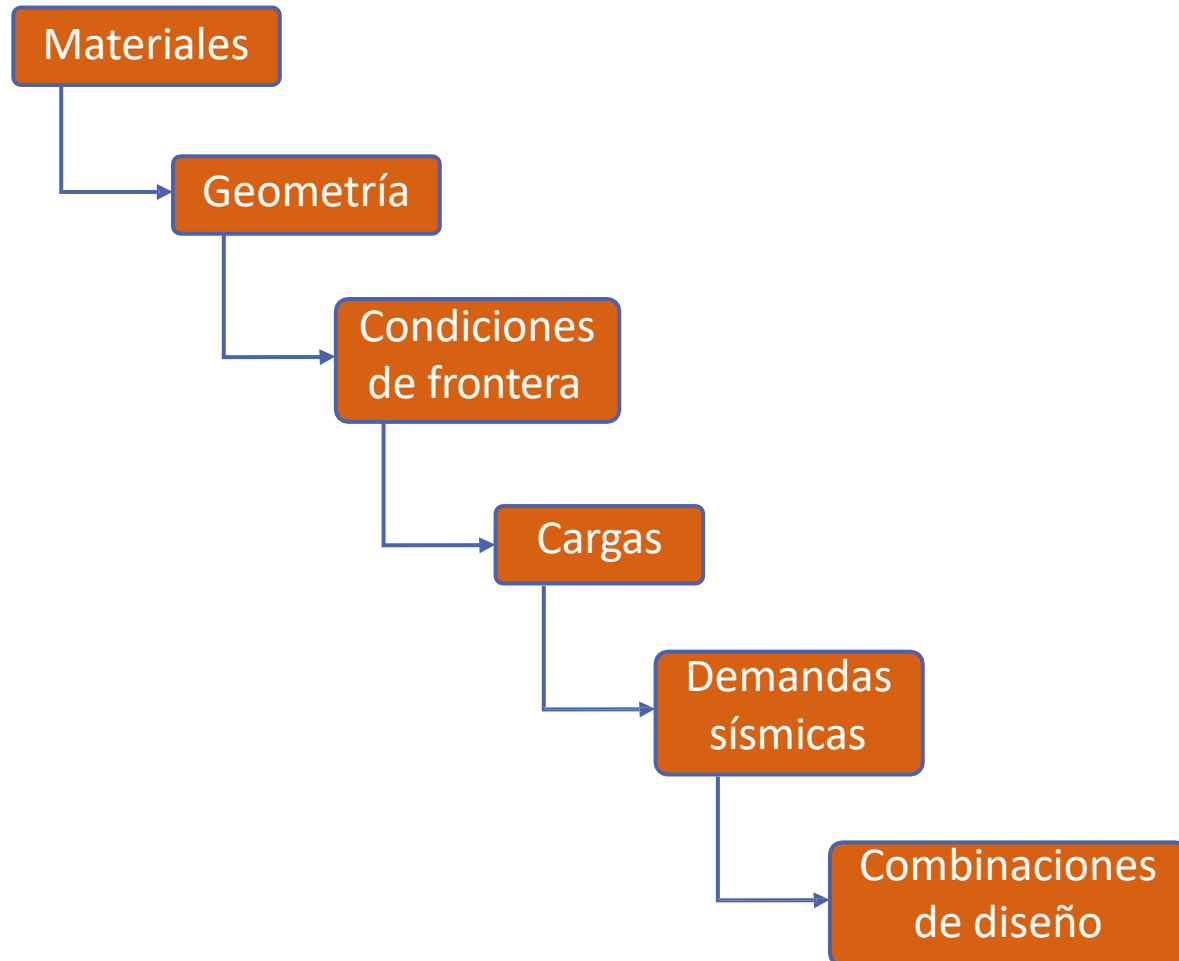 Materiales
Geometría
Condiciones
de frontera
Cargas
Demandas
sísmicas
Combinaciones
de diseño